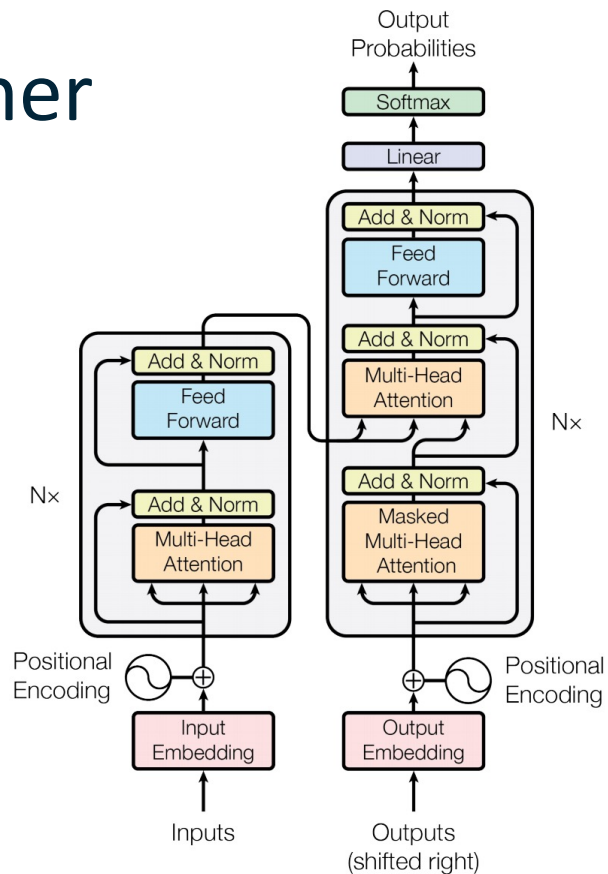 ner
Output
Probabilities
Softmax
Linear
Add & Norm
Feed
Forward
Add & Norm
Multi-Head
Attention
Nx
Add & Norm
Masked
Multi-Head
Attention
Add & Norm
Feed
Forward
Nx
Add & Norm
Multi-Head
Attention
Positional
Encoding
Positional
Encoding
Input
Embedding
Output
Embedding
Inputs
Outputs
(shifted right)